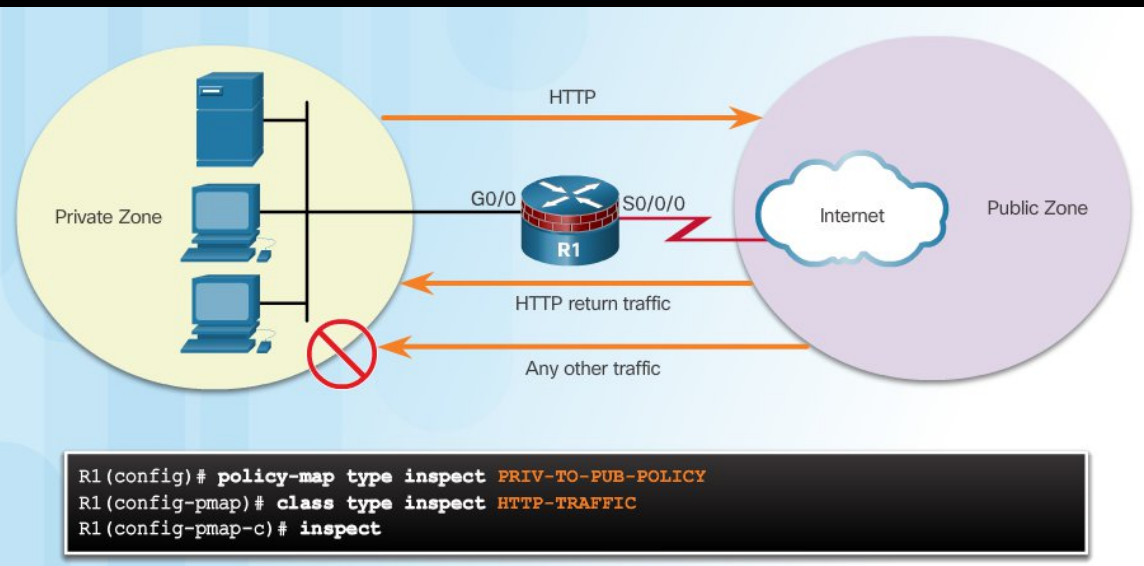 HTTP
G0/0
S0/0/0
R1
Private Zone
Internet
Public Zone
HTTP return traffic
Any other traffic
R1(config)# policy-map type inspect PRIV-TO-PUB-POLICY
R1(config-pmap)# class type inspect HTTP-TRAFFIC
R1(config-pmap-c)# inspect